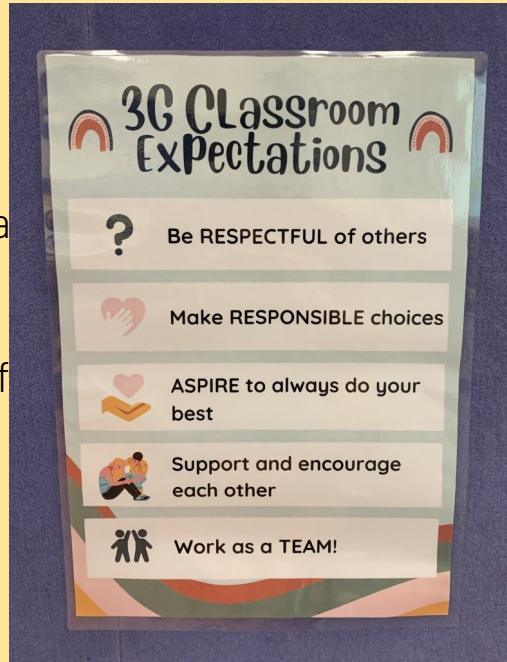 3G CLassroom
ExPectations
a
?
Be RESPECTFUL of others
Make RESPONSIBLE choices
f
ASPIRE to always do your
best
Support and encourage
each other
Work as a TEAM!